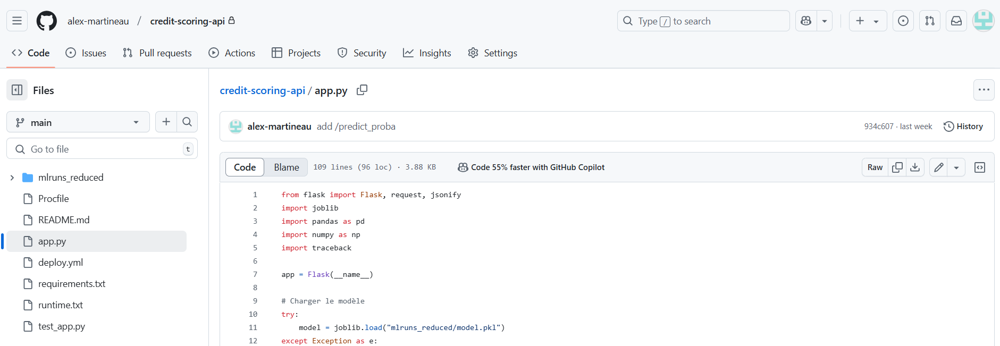 alex-martineau / credit-scoring-api
Type / to search
Code
Issues
Pull requests
Actions
Projects
Security
Insights
Settings
Files
main
Go to file
t
mlruns_reduced
Procfile
README.md
app.py
deploy.yml
requirements.txt
runtime.txt
test_app.py
credit-scoring-api / app.py
alex-martineau add /predict_proba
934c607 · last week
History
Code
Blame
109 lines (96 loc) · 3.88 KB
Code 55% faster with GitHub Copilot
Raw
1 from flask import Flask, request, jsonify
2 import joblib
3 import pandas as pd
4 import numpy as np
5 import traceback
6
7 app = Flask(__name__)
8
9 # Charger le modèle
10 try:
11     model = joblib.load("mlruns_reduced/model.pkl")
12 except Exception as e: